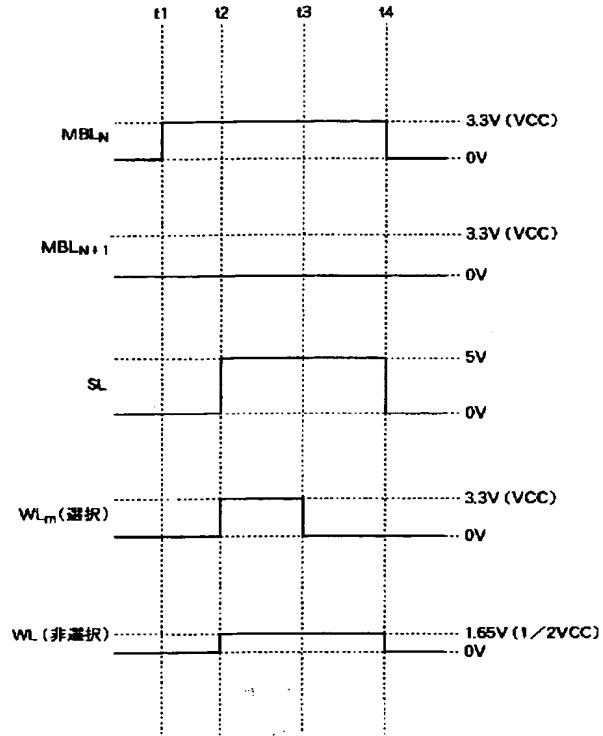 t1 t2 t3 t4
MBLN
3.3V (VCC)
0V
MBLN+1
3.3V (VCC)
0V
SL
5V
0V
WLm(選択)
3.3V (VCC)
0V
WL (非選択)
1.65V (1/2VCC)
0V